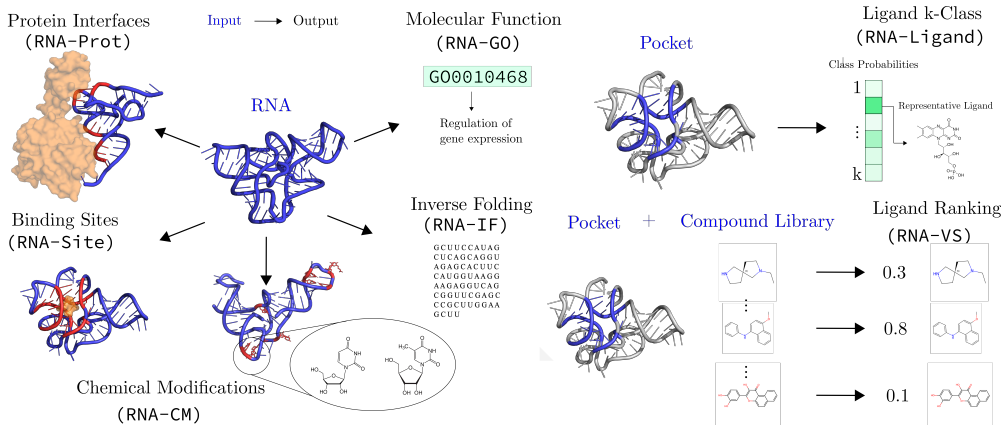 Protein Interfaces
(RNA-Prot)
Input → Output
Molecular Function
(RNA-GO)
GO0010468
Regulation of
gene expression
RNA
Binding Sites
(RNA-Site)
Inverse Folding
(RNA-IF)
GCUUCCAUAG
CUCAGCAGGU
AGAGCACUUC
CAUGGUAAGG
AAGAGGUCAG
CGGUUCGAGC
CCGCUUGGAA
GCUU
Chemical Modifications
(RNA-CM)
Pocket
Ligand k-Class
(RNA-Ligand)
Class Probabilities
1
⋮
k
Representative Ligand
Pocket + Compound Library
Ligand Ranking
(RNA-VS)
0.3
0.8
0.1